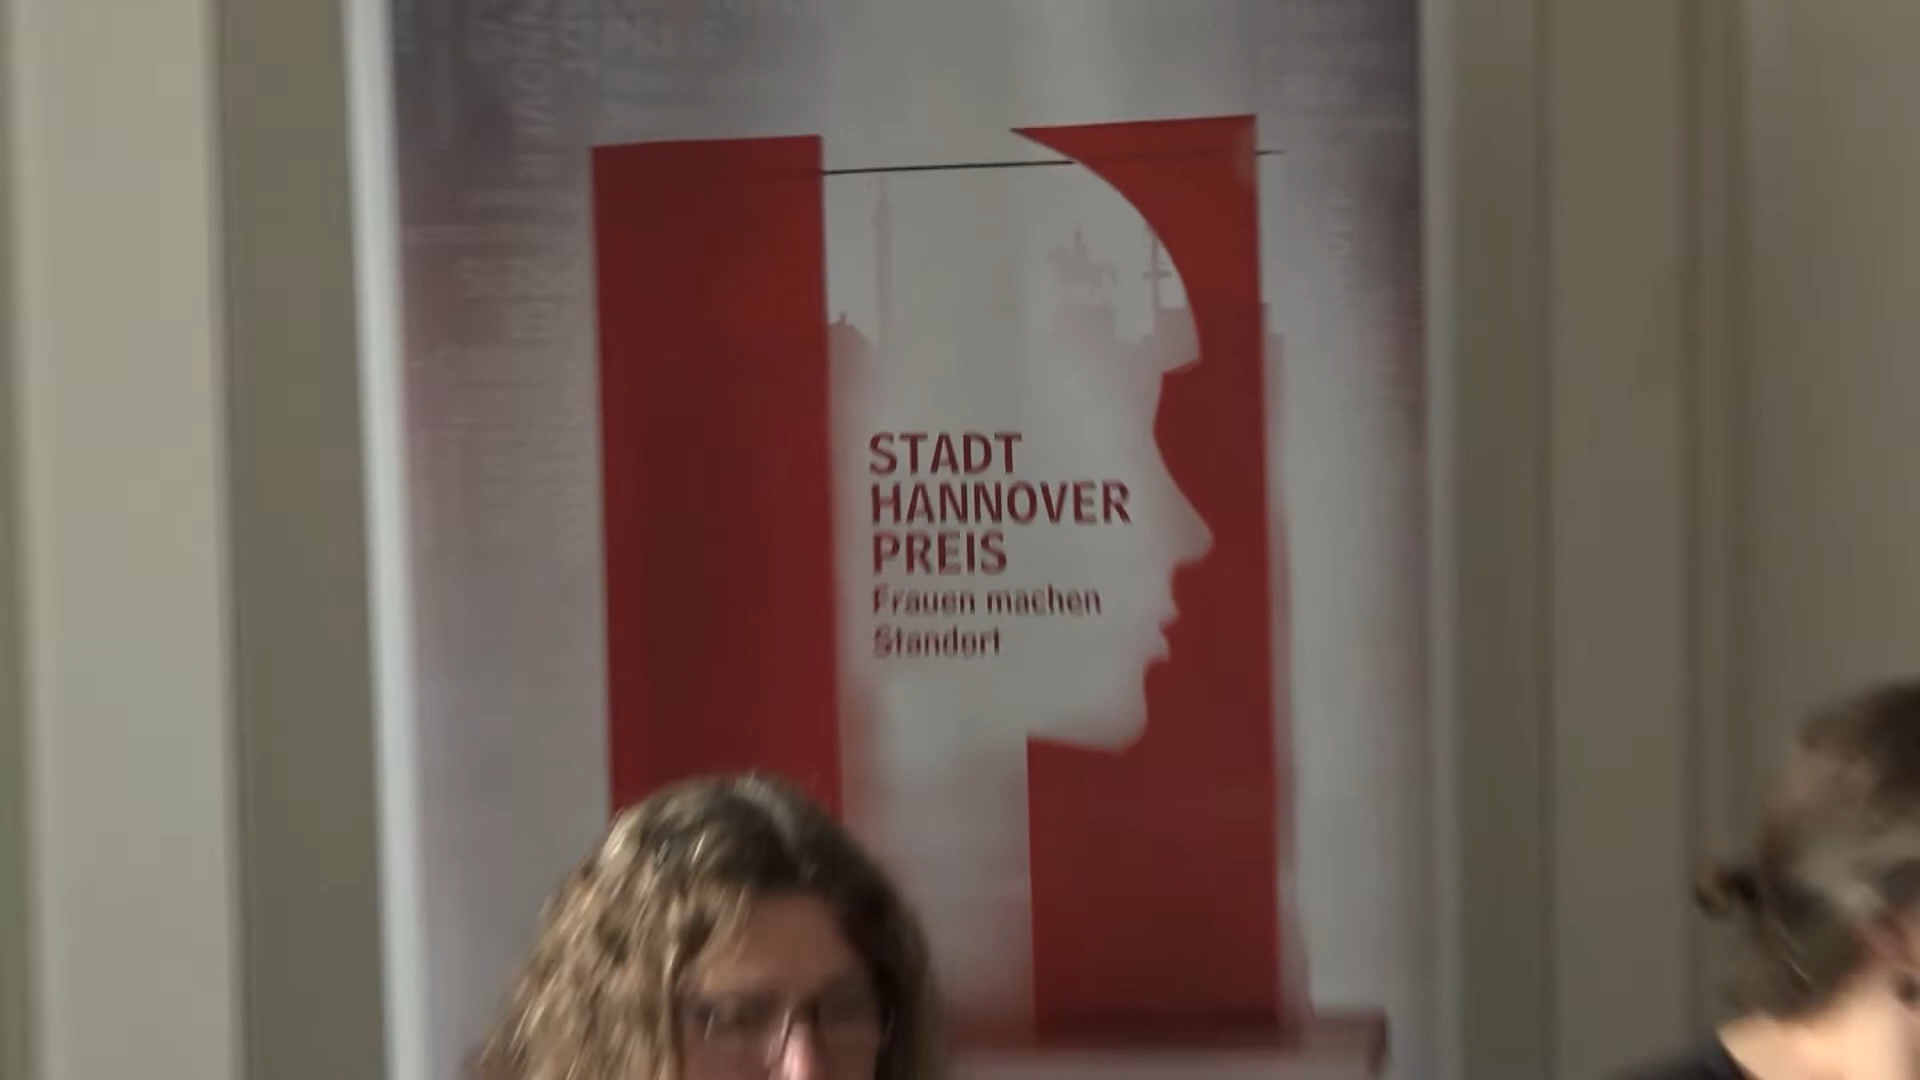 STADT
HANNOVER
PREIS
Frauen machen
Standort